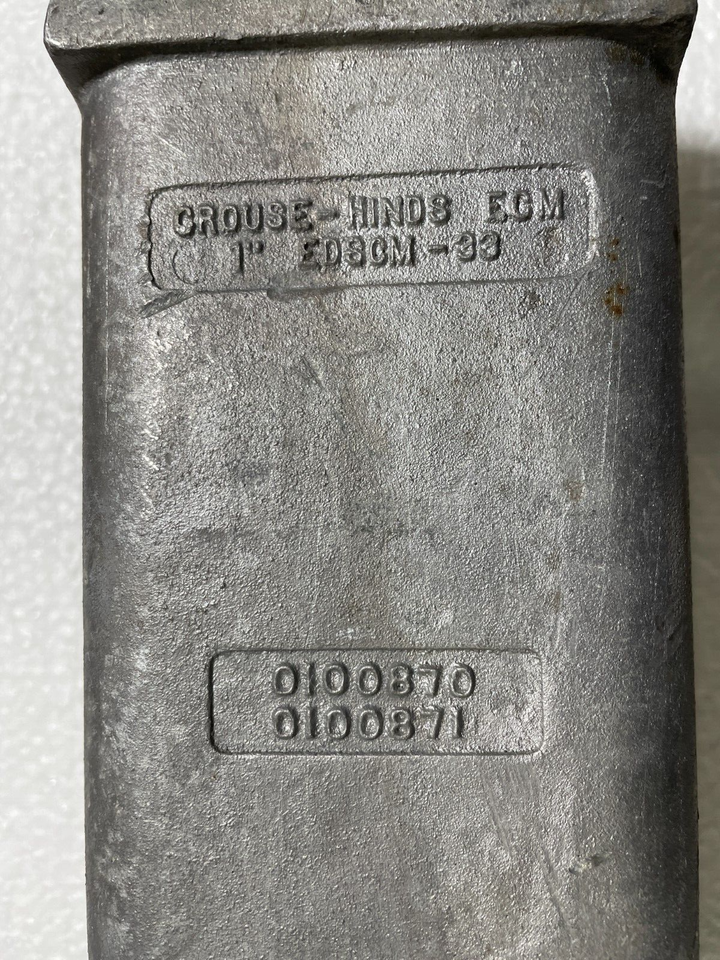 CROUSE-HINDS ECM
1" EDSCM-33
0100870
0100871